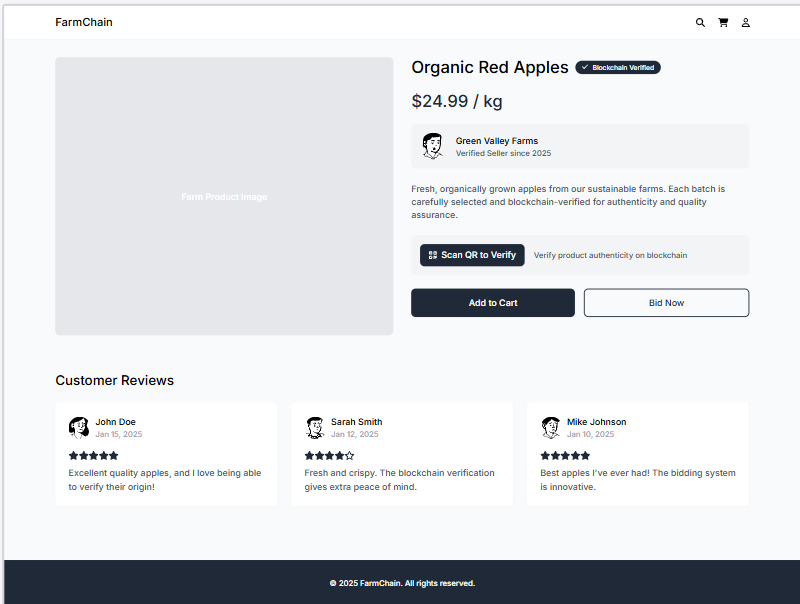 FarmChain
Farm Product Image
Organic Red Apples
Blockchain Verified
$24.99 / kg
Green Valley Farms
Verified Seller since 2025
Fresh, organically grown apples from our sustainable farms. Each batch is
carefully selected and blockchain-verified for authenticity and quality
assurance.
Scan QR to Verify
Verify product authenticity on blockchain
Add to Cart
Bid Now
Customer Reviews
John Doe
Jan 15, 2025
Excellent quality apples, and I love being able
to verify their origin!
Sarah Smith
Jan 12, 2025
Fresh and crispy. The blockchain verification
gives extra peace of mind.
Mike Johnson
Jan 10, 2025
Best apples I've ever had! The bidding system
is innovative.
© 2025 FarmChain. All rights reserved.